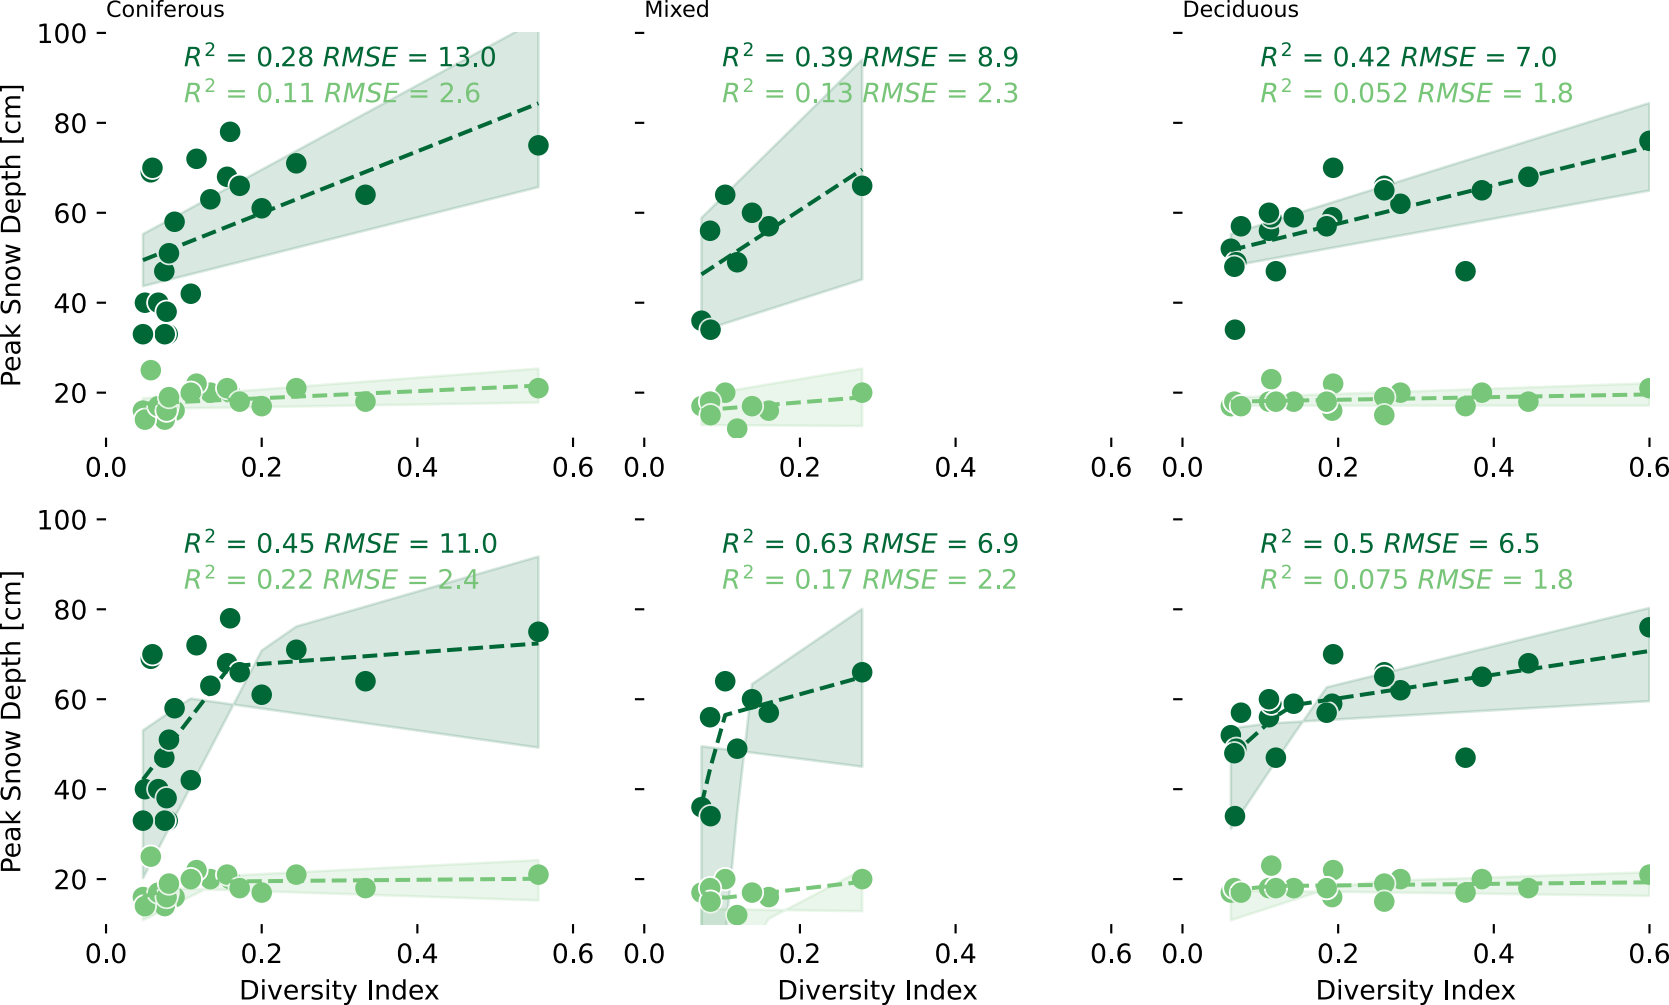 Coniferous
Mixed
Deciduous
Peak Snow Depth [cm]
100
80
60
40
20
R² = 0.28 RMSE = 13.0
R² = 0.11 RMSE = 2.6
R² = 0.39 RMSE = 8.9
R² = 0.13 RMSE = 2.3
R² = 0.42 RMSE = 7.0
R² = 0.052 RMSE = 1.8
0.0 0.2 0.4 0.6
0.0 0.2 0.4 0.6
0.0 0.2 0.4 0.6
Peak Snow Depth [cm]
100
80
60
40
20
R² = 0.45 RMSE = 11.0
R² = 0.22 RMSE = 2.4
R² = 0.63 RMSE = 6.9
R² = 0.17 RMSE = 2.2
R² = 0.5 RMSE = 6.5
R² = 0.075 RMSE = 1.8
0.0 0.2 0.4 0.6
0.0 0.2 0.4 0.6
0.0 0.2 0.4 0.6
Diversity Index
Diversity Index
Diversity Index